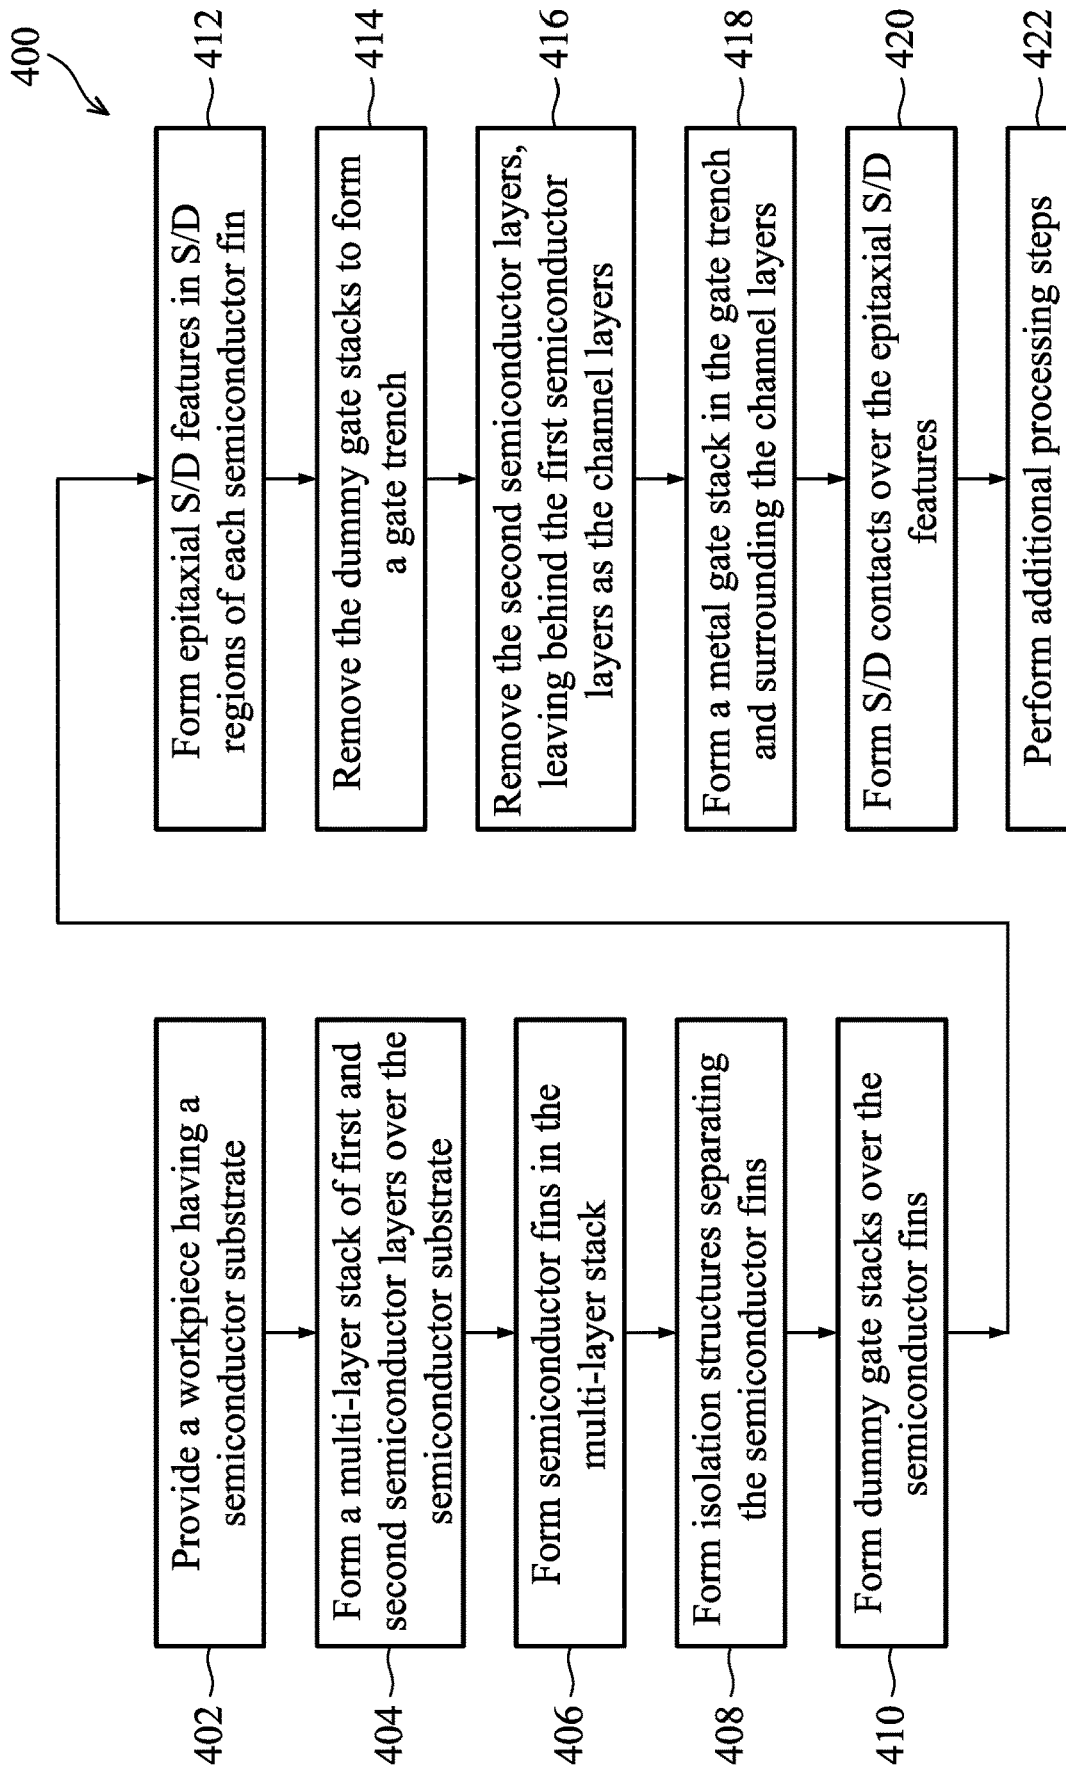 400
402
Provide a workpiece having a
semiconductor substrate
404
Form a multi-layer stack of first and
second semiconductor layers over the
semiconductor substrate
406
Form semiconductor fins in the
multi-layer stack
408
Form isolation structures separating
the semiconductor fins
410
Form dummy gate stacks over the
semiconductor fins
412
Form epitaxial S/D features in S/D
regions of each semiconductor fin
414
Remove the dummy gate stacks to form
a gate trench
416
Remove the second semiconductor layers,
leaving behind the first semiconductor
layers as the channel layers
418
Form a metal gate stack in the gate trench
and surrounding the channel layers
420
Form S/D contacts over the epitaxial S/D
features
422
Perform additional processing steps